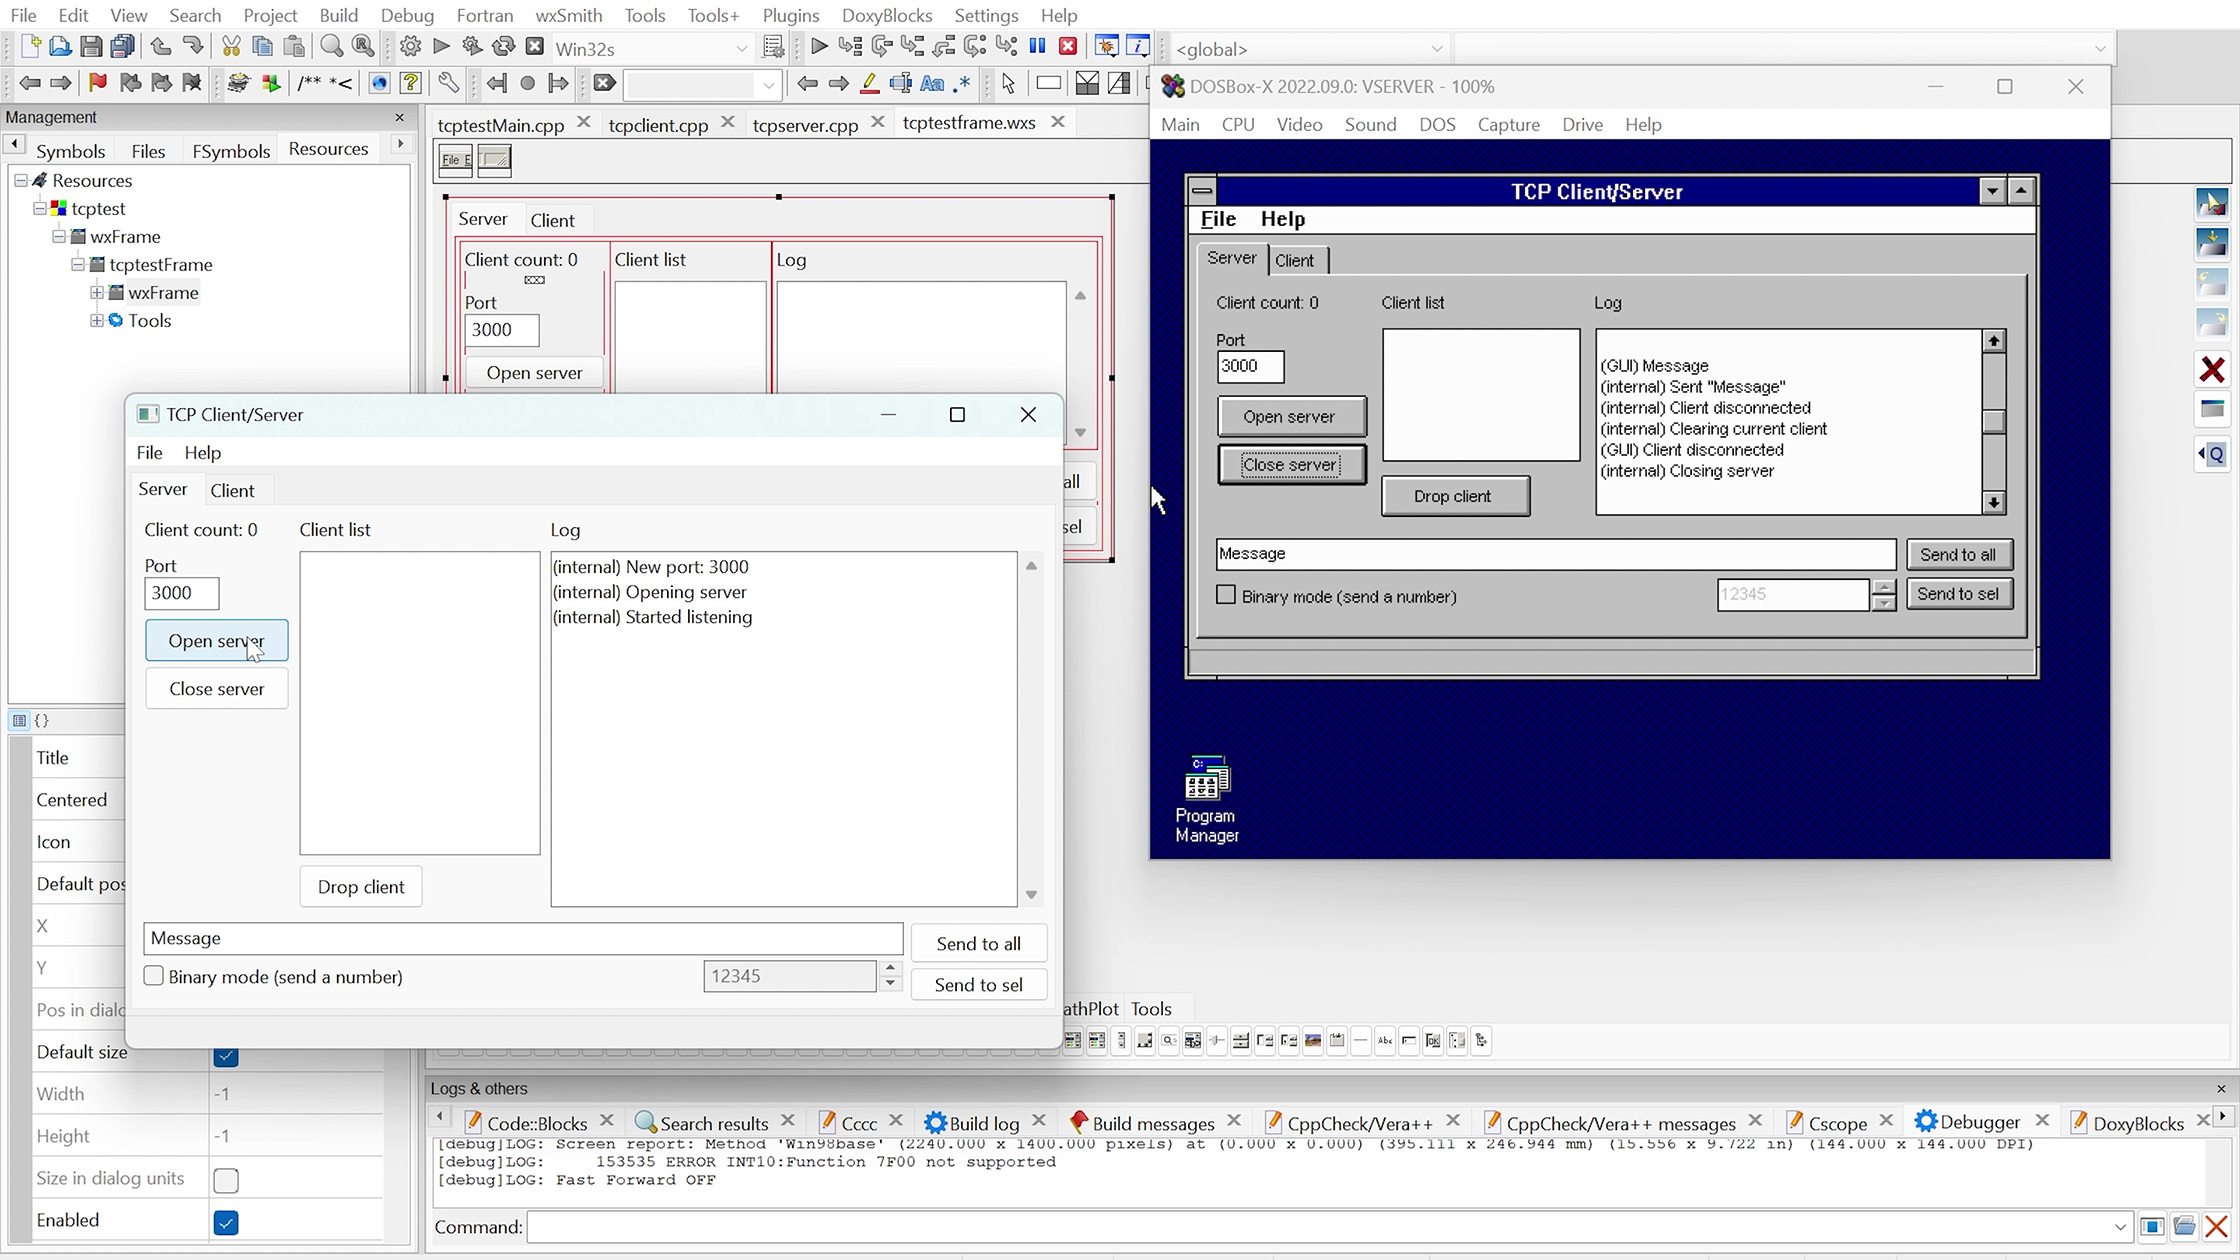 File Edit View Search Project Build Debug Fortran wxSmith Tools Tools+ Plugins DoxyBlocks Settings Help
Win32s
<global>
/** *<
Aa .*
Management
Symbols Files FSymbols Resources
Resources
tcptest
wxFrame
tcptestFrame
wxFrame
Tools
tcptestMain.cpp tcpclient.cpp tcpserver.cpp tcptestframe.wxs
File E
Server Client
Client count: 0 Client list Log
Port
3000
Open server
all
sel
TCP Client/Server
File Help
Server Client
Client count: 0 Client list Log
Port
3000
Open server
Close server
(internal) New port: 3000
(internal) Opening server
(internal) Started listening
Drop client
Message
Send to all
Binary mode (send a number)
12345
Send to sel
DOSBox-X 2022.09.0: VSERVER - 100%
Main CPU Video Sound DOS Capture Drive Help
TCP Client/Server
File Help
Server Client
Client count: 0 Client list Log
Port
3000
Open server
Close server
(GUI) Message
(internal) Sent "Message"
(internal) Client disconnected
(internal) Clearing current client
(GUI) Client disconnected
(internal) Closing server
Drop client
Message
Send to all
Binary mode (send a number)
12345
Send to sel
Program
Manager
Q
{}
Title
Centered
Icon
Default pos
X
Y
Pos in dialo
Default size
Width -1
Height -1
Size in dialog units
Enabled
athPlot Tools
Logs & others
Code::Blocks Search results Cccc Build log Build messages CppCheck/Vera++ CppCheck/Vera++ messages Cscope Debugger DoxyBlocks
[debug]LOG: Screen report: Method 'Win98base' (2240.000 x 1400.000 pixels) at (0.000 x 0.000) (395.111 x 246.944 mm) (15.556 x 9.722 in) (144.000 x 144.000 DPI)
[debug]LOG: 153535 ERROR INT10:Function 7F00 not supported
[debug]LOG: Fast Forward OFF
Command: